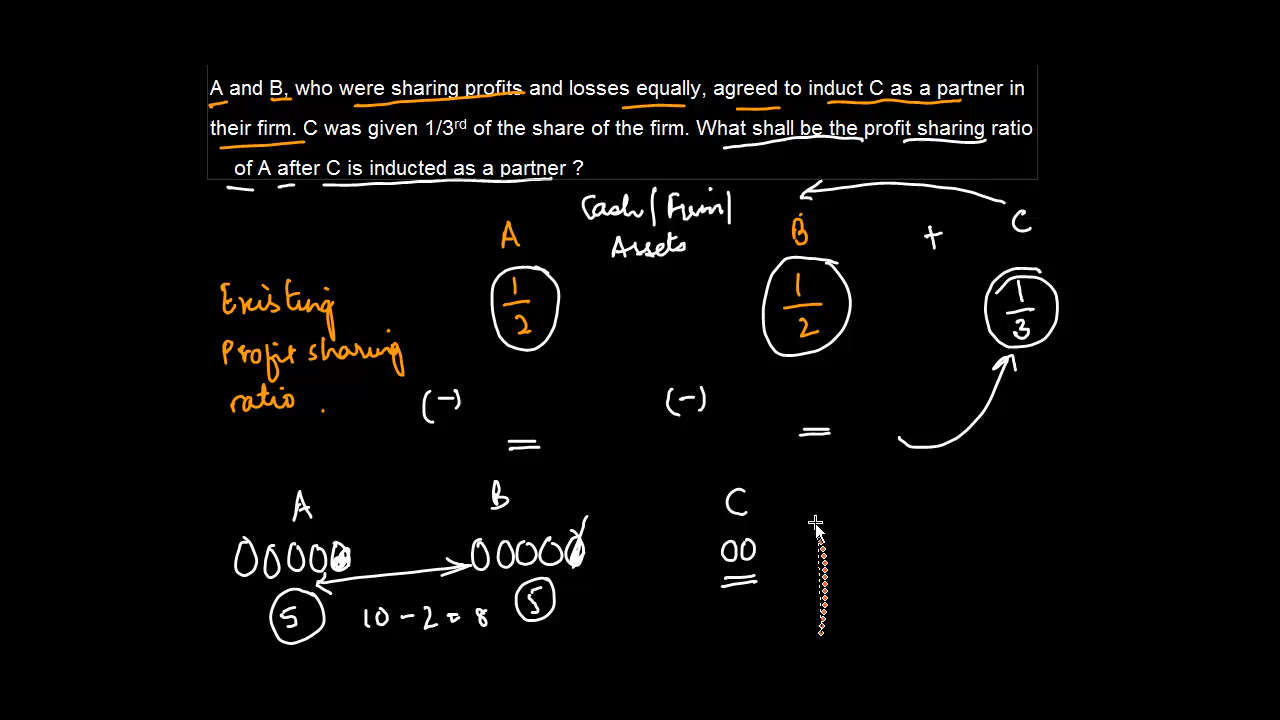 A and B, who were sharing profits and losses equally, agreed to induct C as a partner in
their firm. C was given 1/3rd of the share of the firm. What shall be the profit sharing ratio
of A after C is inducted as a partner ?
Cash / Firm /
Assets
A B + C
1/2 1/2 1/3
Existing
Profit sharing
ratio .
(-) (-)
= =
A B C
00000 00000 00
5 10 - 2 = 8 5